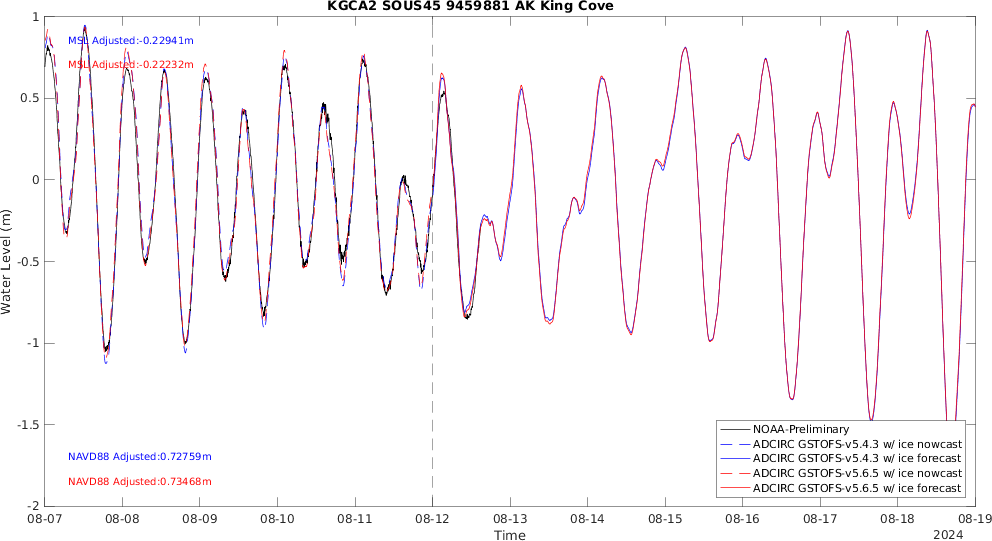 KGCA2 SOUS45 9459881 AK King Cove
MSL Adjusted:-0.22941m
MSL Adjusted:-0.22232m
Water Level (m)
1
0.5
0
-0.5
-1
-1.5
-2
NAVD88 Adjusted:0.72759m
NAVD88 Adjusted:0.73468m
NOAA-Preliminary
ADCIRC GSTOFS-v5.4.3 w/ ice nowcast
ADCIRC GSTOFS-v5.4.3 w/ ice forecast
ADCIRC GSTOFS-v5.6.5 w/ ice nowcast
ADCIRC GSTOFS-v5.6.5 w/ ice forecast
08-07 08-08 08-09 08-10 08-11 08-12 08-13 08-14 08-15 08-16 08-17 08-18 08-19
Time
2024